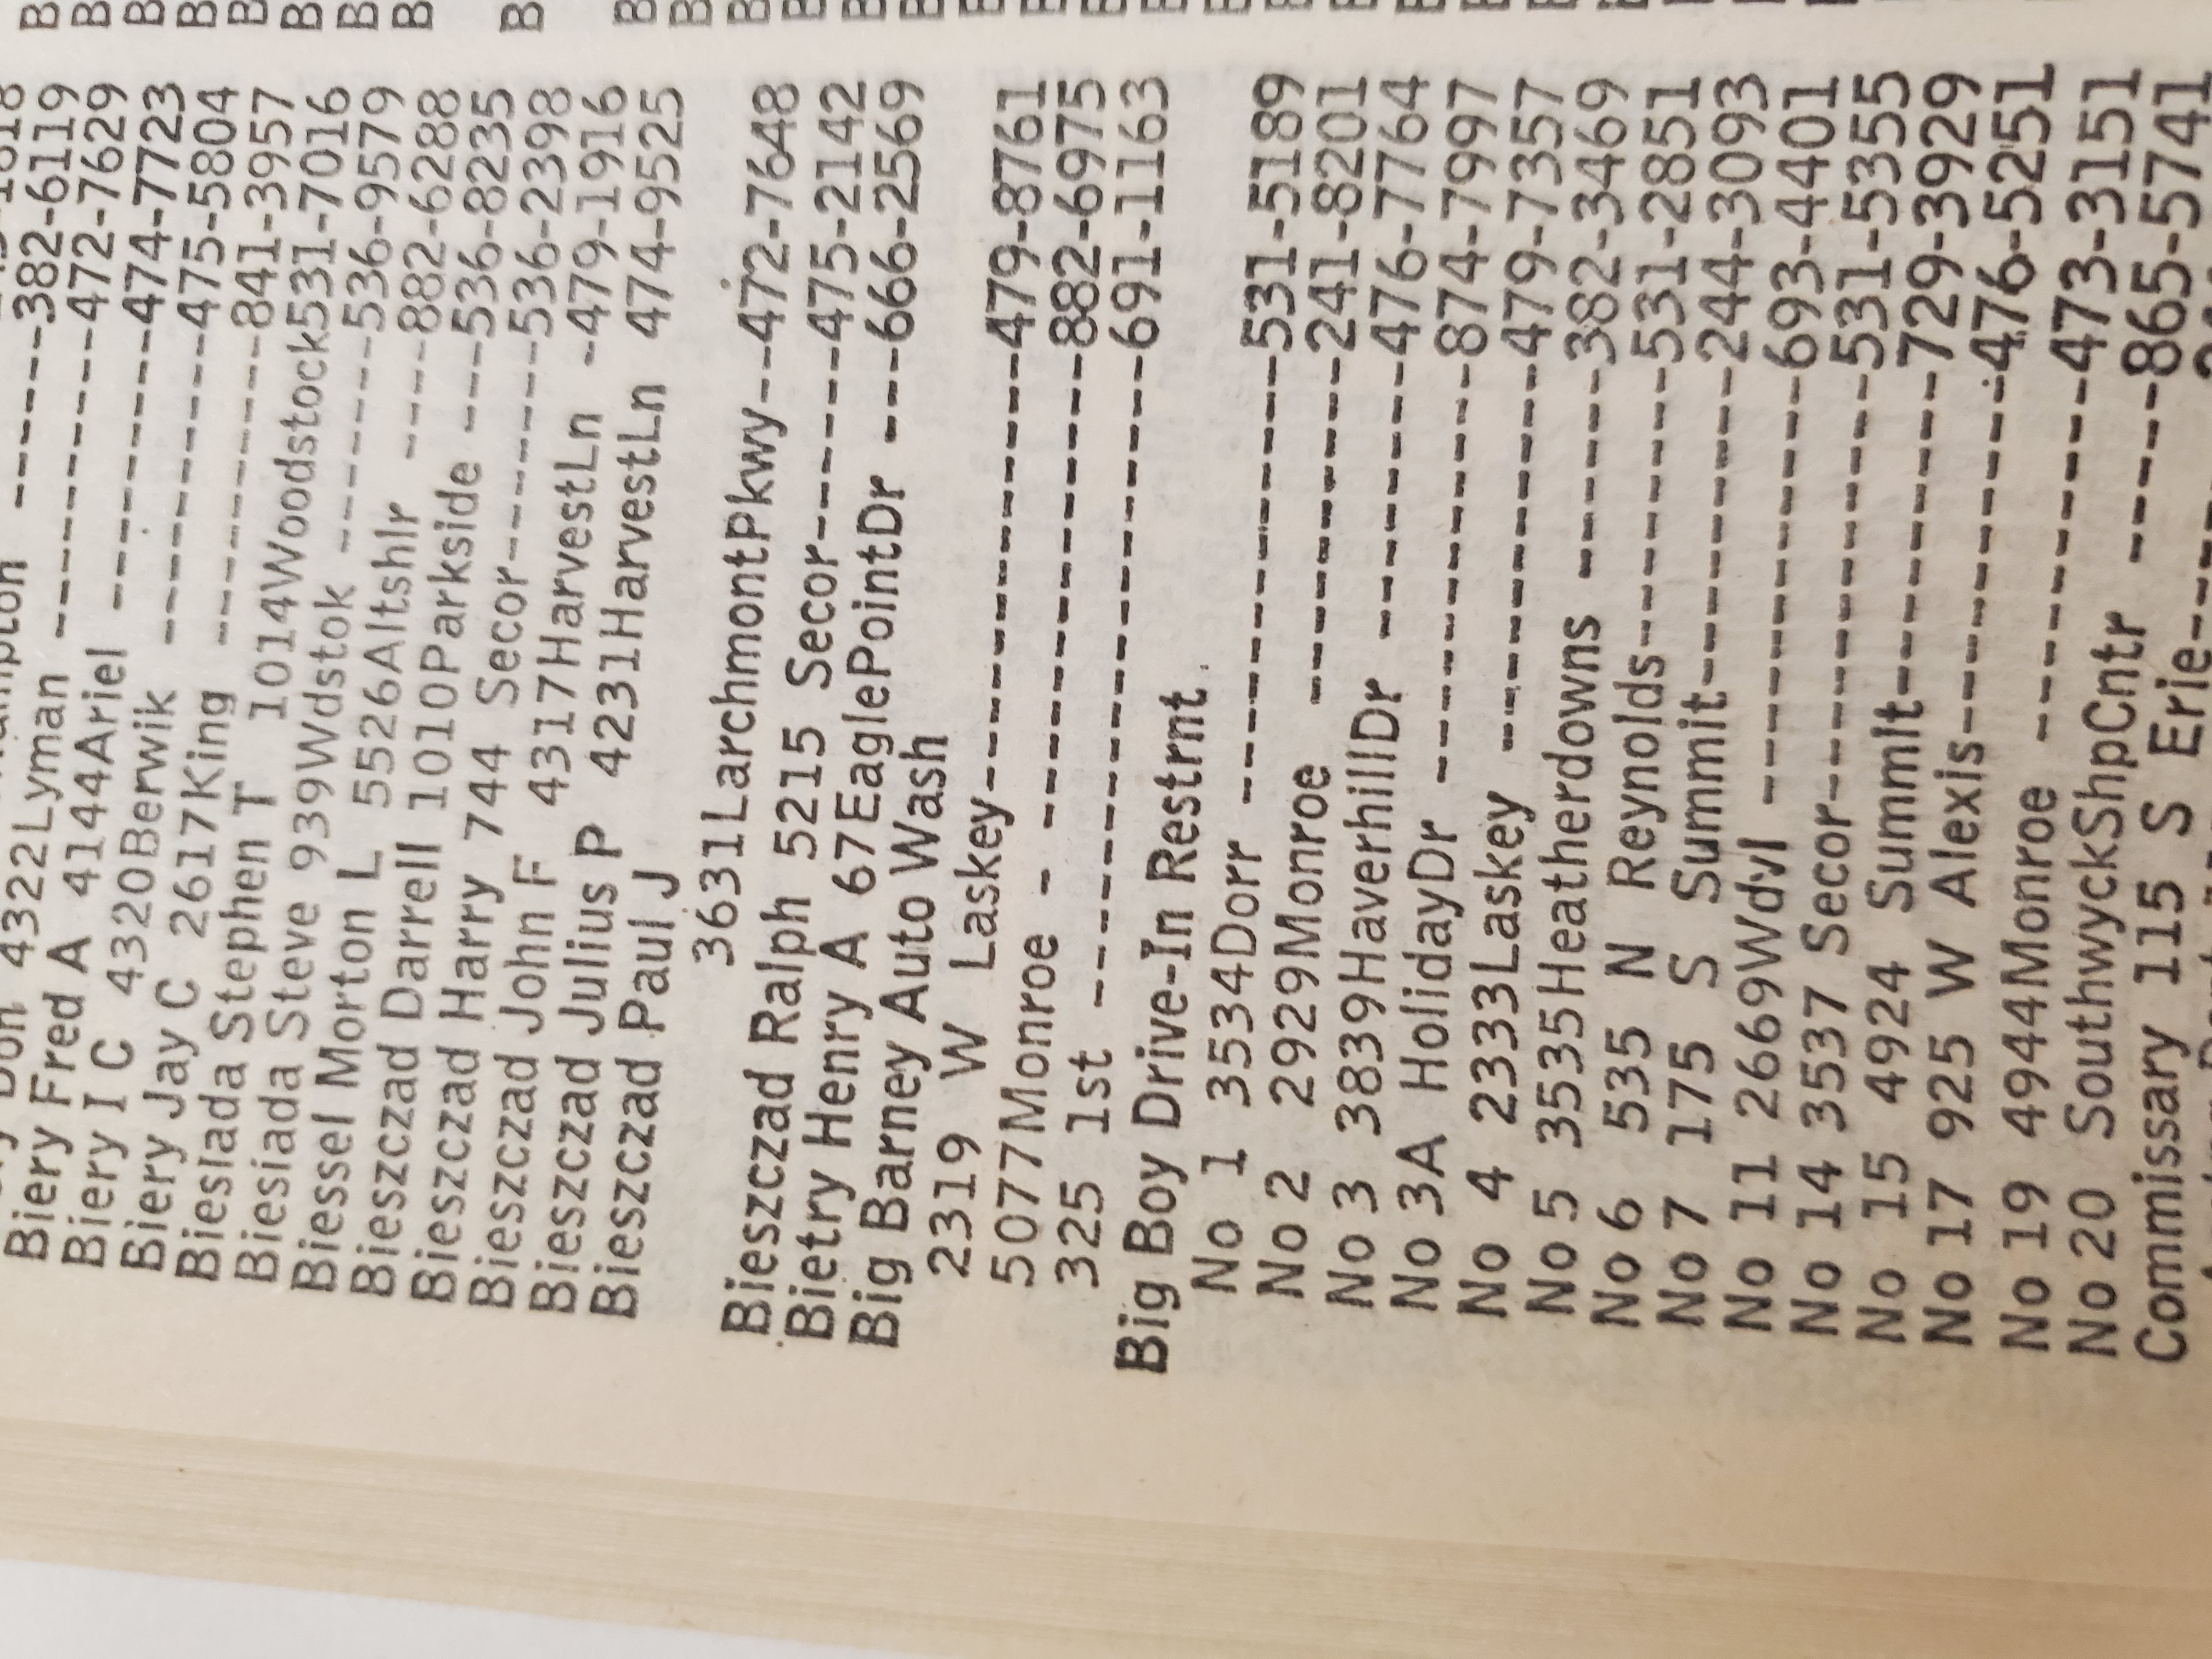 382-6119
Don 4322Lyman ----------472-7629
Biery Fred A 4144Ariel ---------474-7723
Biery I C 4320Berwik ----------475-5804
Biery Jay C 2617King ----------841-3957
Bieslada Stephen T 1014Woodstock531-7016
Biesiada Steve 939Wdstok -------536-9579
Biessel Morton L 5526Altshlr ----882-6288
Bieszczad Darrell 1010Parkside ---536-8235
Bieszczad Harry 744 Secor-------536-2398
Bieszczad John F 4317HarvestLn -479-1916
Bieszczad Julius P 4231HarvestLn 474-9525
Bieszczad Paul J
3631LarchmontPkwy--472-7648
Bieszczad Ralph 5215 Secor------475-2142
Bietry Henry A 67EaglePointDr ---666-2569
Big Barney Auto Wash
2319 W Laskey---------------479-8761
5077Monroe - ---------------882-6975
325 1st --------------------691-1163
Big Boy Drive-In Restrnt
No 1 3534Dorr --------------531-5189
No 2 2929Monroe -----------241-8201
No 3 3839HaverhillDr --------476-7764
No 3A HolidayDr -------------874-7997
No 4 2333Laskey ------------479-7357
No 5 3535Heatherdowns ------382-3469
No 6 535 N Reynolds---------531-2851
No 7 175 S Summit----------244-3093
No 11 2669Wdvl -------------693-4401
No 14 3537 Secor------------531-5355
No 15 4924 Summit----------729-3929
No 17 925 W Alexis-----------476-5251
No 19 4944Monroe ----------473-3151
No 20 SouthwyckShpCntr -----865-5741
Commissary 115 S Erie